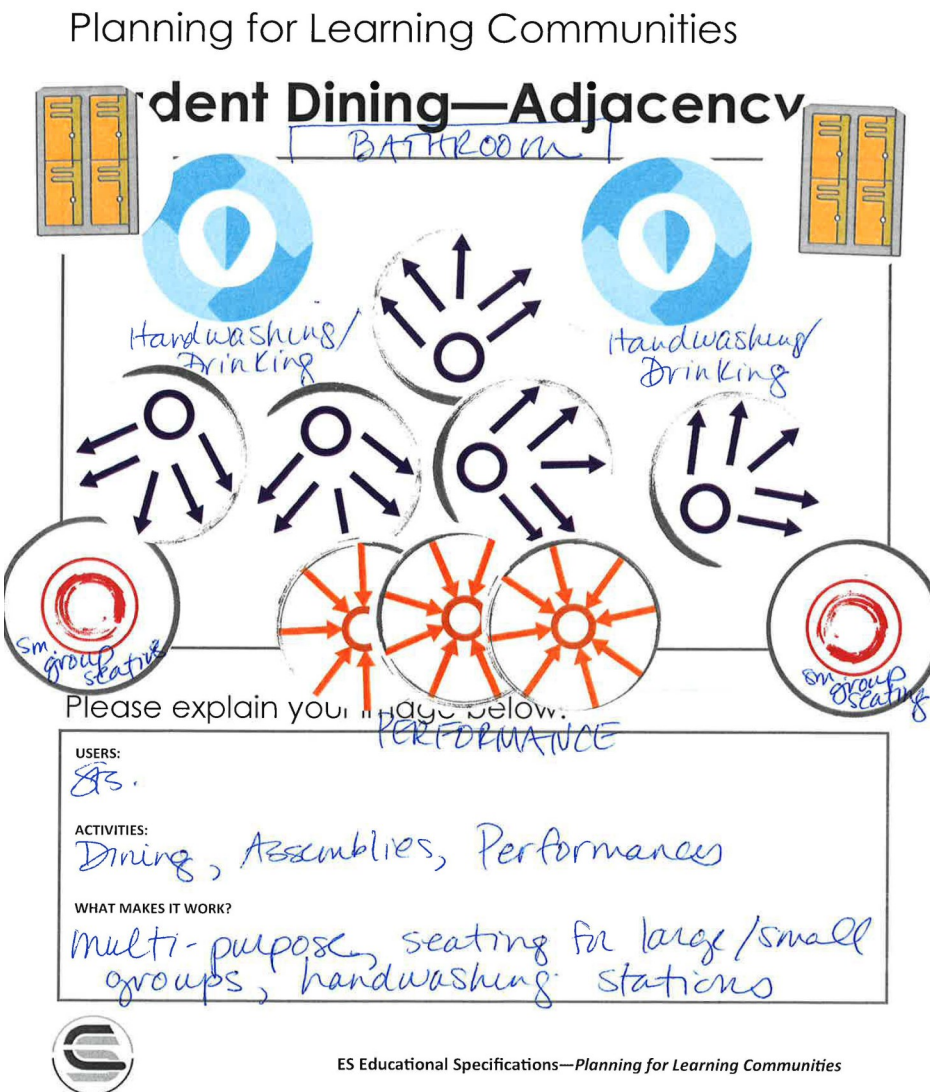 Planning for Learning Communities
dent Dining—Adjacency
BATHROOM
Handwashing/
Drinking
Handwashing/
Drinking
sm.
group
seating
sm
group
seating
Please explain your image below:
PERFORMANCE
USERS:
Sts.
ACTIVITIES:
Dining, Assemblies, Performances
WHAT MAKES IT WORK?
multi-purpose, seating for large/small
groups, handwashing stations
ES Educational Specifications—Planning for Learning Communities